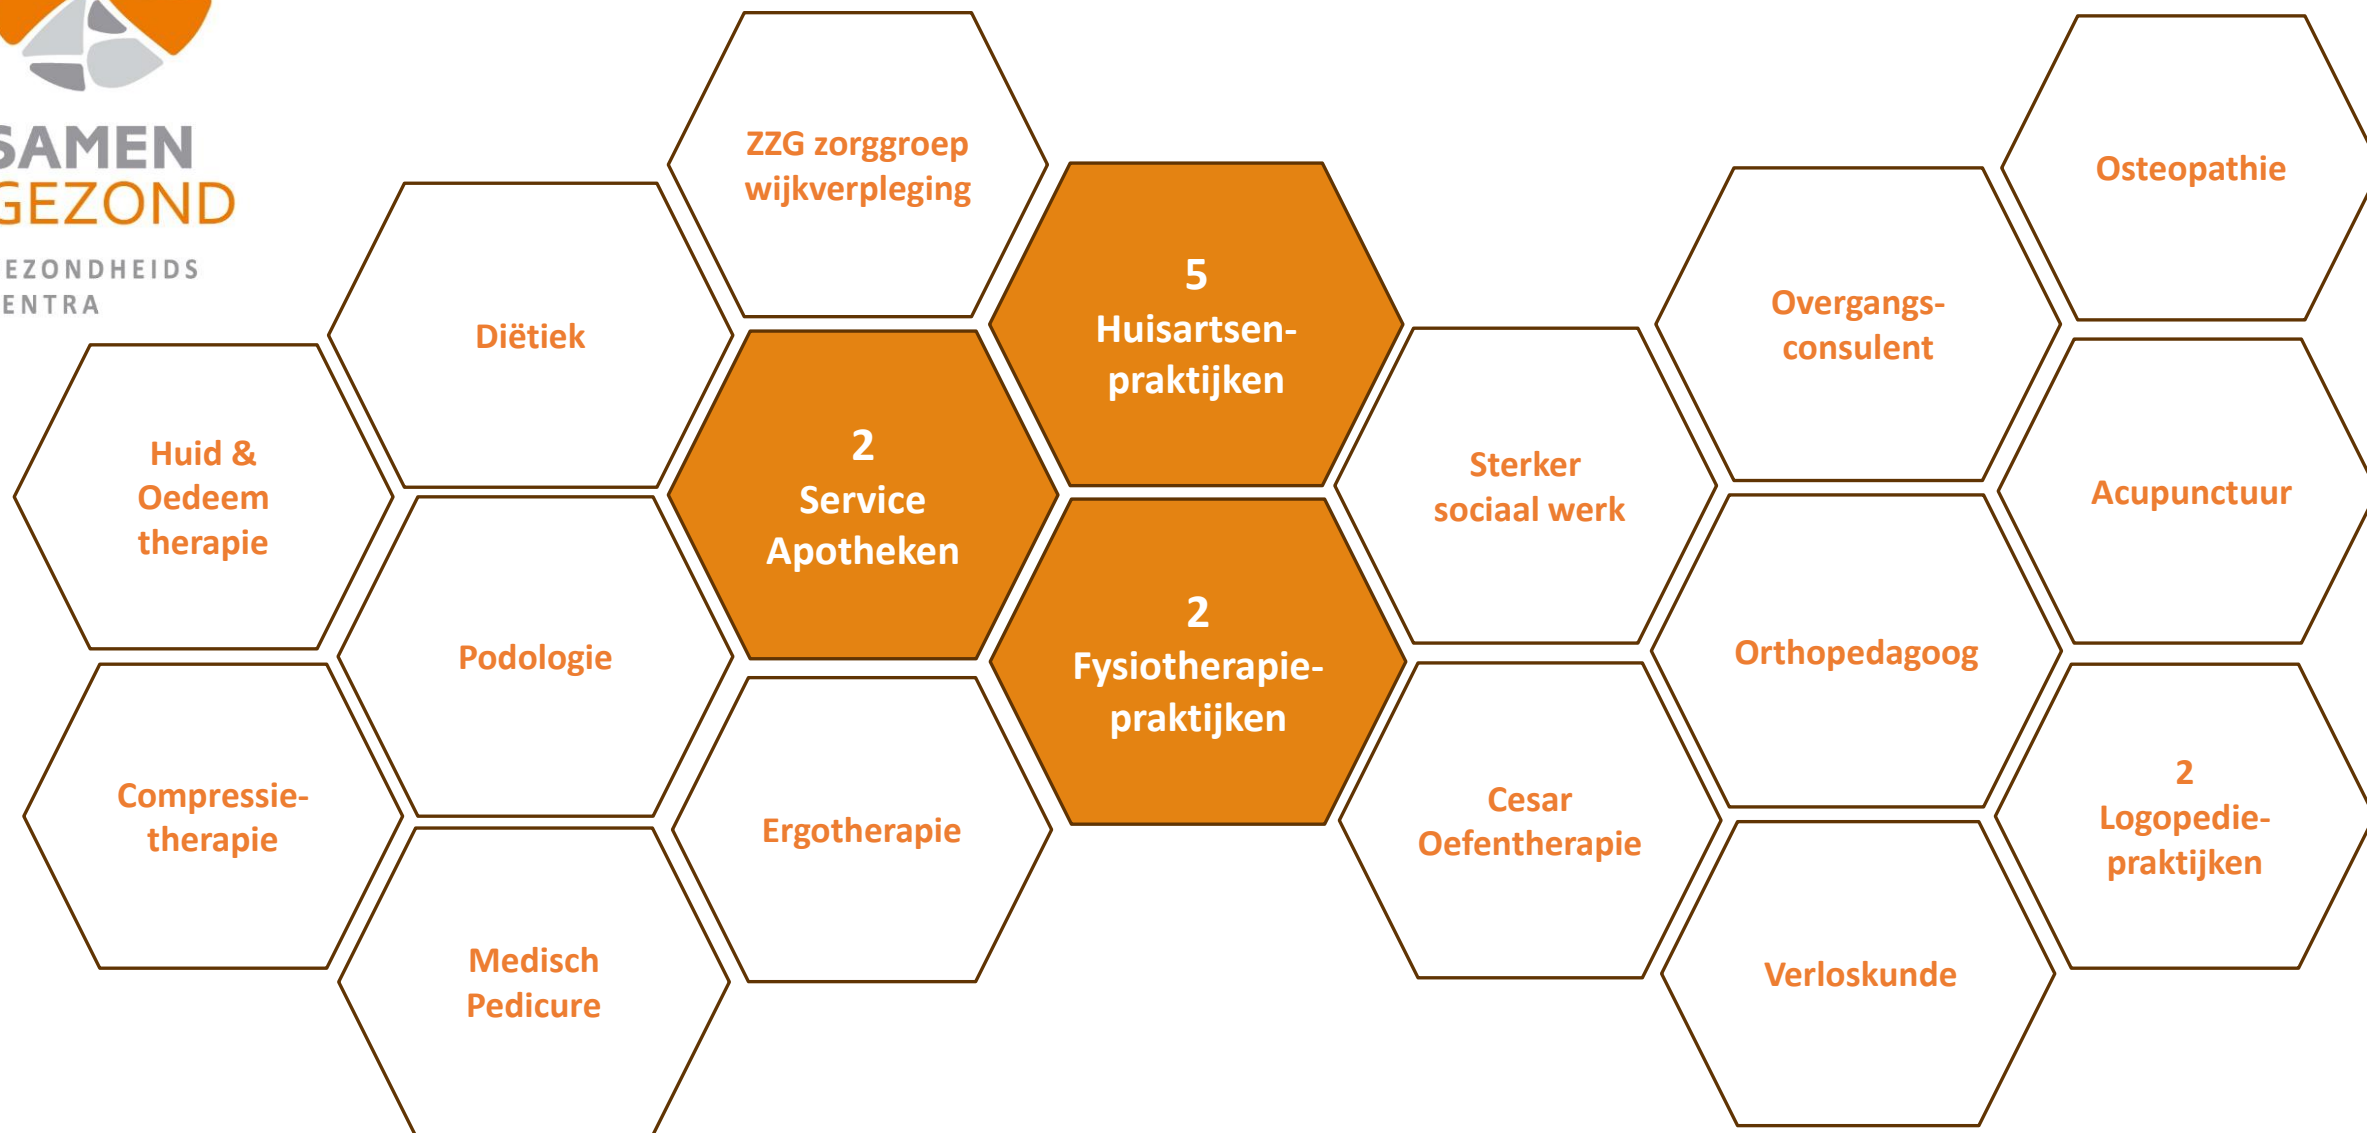 SAMEN
GEZOND
EZONDHEIDS
ENTRA
ZZG zorggroep
wijkverpleging
Osteopathie
5
Huisartsen-
praktijken
Overgangs-
consulent
Diëtiek
2
Service
Apotheken
Huid &
Oedeem
therapie
Sterker
sociaal werk
Acupunctuur
Podologie
2
Fysiotherapie-
praktijken
Orthopedagoog
Compressie-
therapie
Ergotherapie
Cesar
Oefentherapie
2
Logopedie-
praktijken
Medisch
Pedicure
Verloskunde